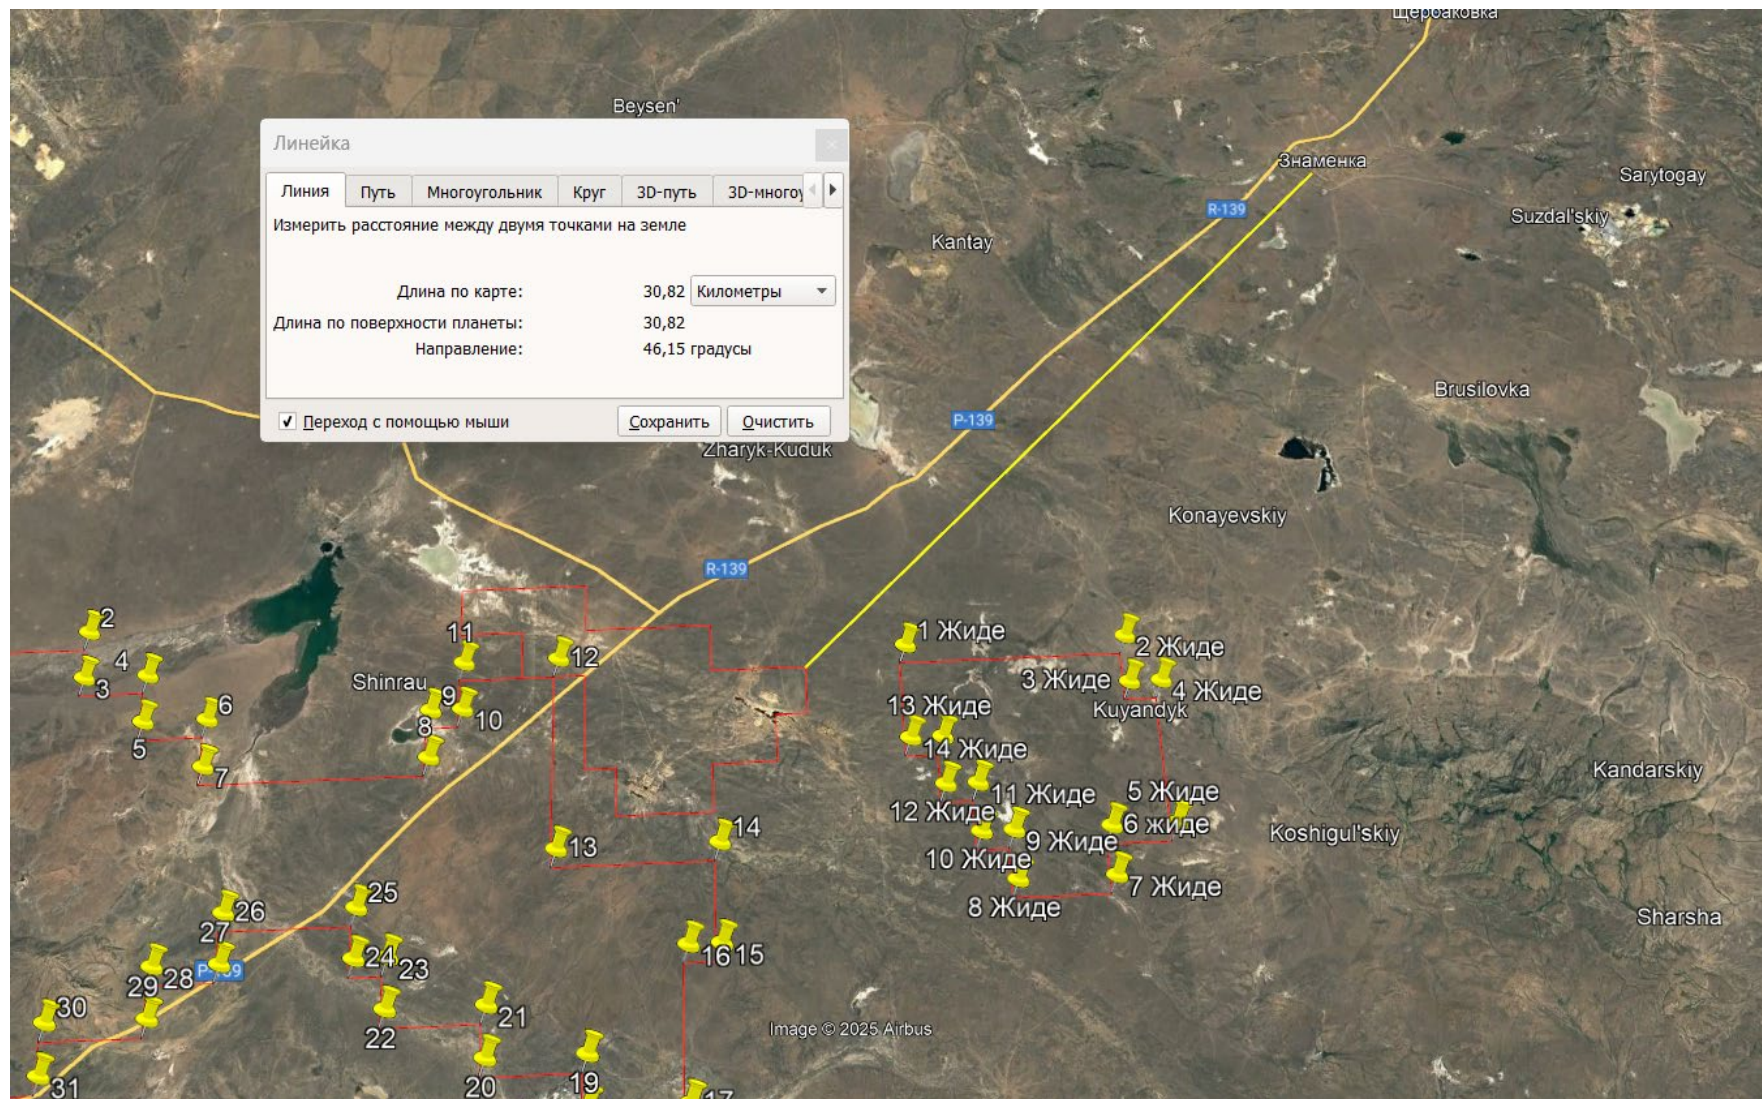 Щербаковка
Beysen'
Линейка
Линия Путь Многоугольник Круг 3D-путь 3D-многоу
Измерить расстояние между двумя точками на земле
Длина по карте: 30,82 Километры
Длина по поверхности планеты: 30,82
Направление: 46,15 градусы
Переход с помощью мыши Сохранить Очистить
Знаменка
Sarytogay
R-139
Suzdal'skiy
Kantay
Brusilovka
P-139
Zharyk-Kuduk
Konayevskiy
R-139
2
11
1 Жиде
2 Жиде
12
4
3
Shinrau
3 Жиде
4 Жиде
9
6
10
8
13 Жиде
Kuyandyk
5
14 Жиде
7
Kandarskiy
11 Жиде
5 Жиде
12 Жиде
6 жиде
14
Koshigul'skiy
13
9 Жиде
10 Жиде
7 Жиде
25
8 Жиде
26
Sharsha
27
24
23
16
15
P-139
28
29
30
21
22
Image © 2025 Airbus
31
20
19
17